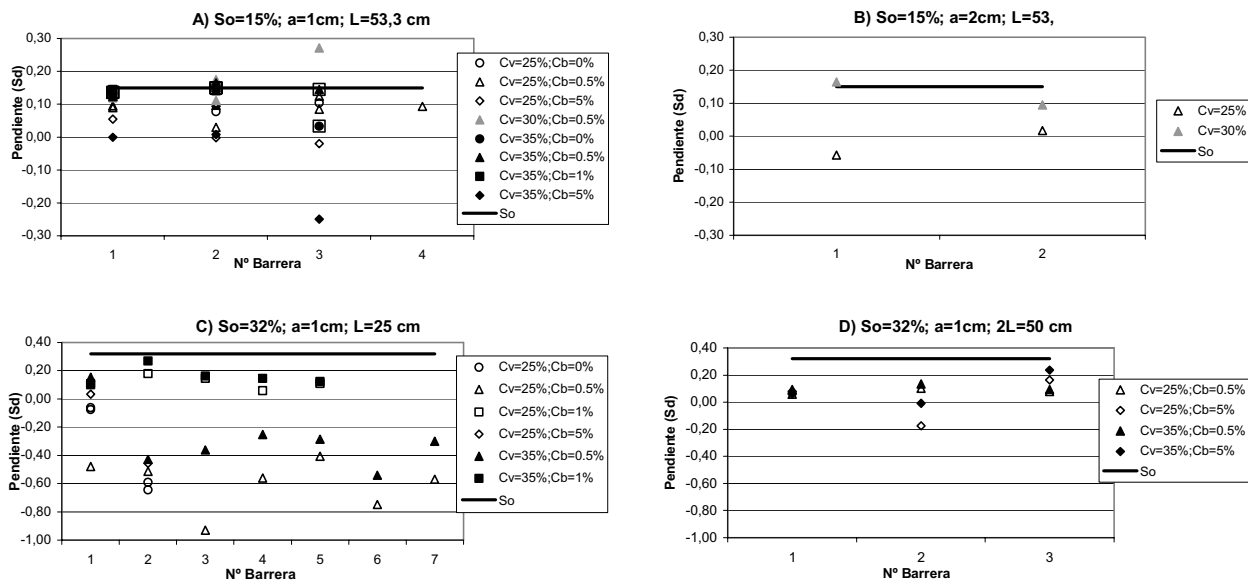 A) So=15%; a=1cm; L=53,3 cm
Pendiente (Sd)
0,30
0,20
0,10
0,00
-0,10
-0,20
-0,30
1 2 3 4
Nº Barrera
Cv=25%;Cb=0%
Cv=25%;Cb=0.5%
Cv=25%;Cb=5%
Cv=30%;Cb=0.5%
Cv=35%;Cb=0%
Cv=35%;Cb=0.5%
Cv=35%;Cb=1%
Cv=35%;Cb=5%
So
B) So=15%; a=2cm; L=53,
Pendiente (Sd)
0,30
0,20
0,10
0,00
-0,10
-0,20
-0,30
1 2
Nº Barrera
Cv=25%
Cv=30%
So
C) So=32%; a=1cm; L=25 cm
Pendiente (Sd)
0,40
0,20
0,00
-0,20
-0,40
-0,60
-0,80
-1,00
1 2 3 4 5 6 7
Nº Barrera
Cv=25%;Cb=0%
Cv=25%;Cb=0.5%
Cv=25%;Cb=1%
Cv=25%;Cb=5%
Cv=35%;Cb=0.5%
Cv=35%;Cb=1%
So
D) So=32%; a=1cm; 2L=50 cm
Pendiente (Sd)
0,40
0,20
0,00
-0,20
-0,40
-0,60
-0,80
-1,00
1 2 3
Nº Barrera
Cv=25%;Cb=0.5%
Cv=25%;Cb=5%
Cv=35%;Cb=0.5%
Cv=35%;Cb=5%
So